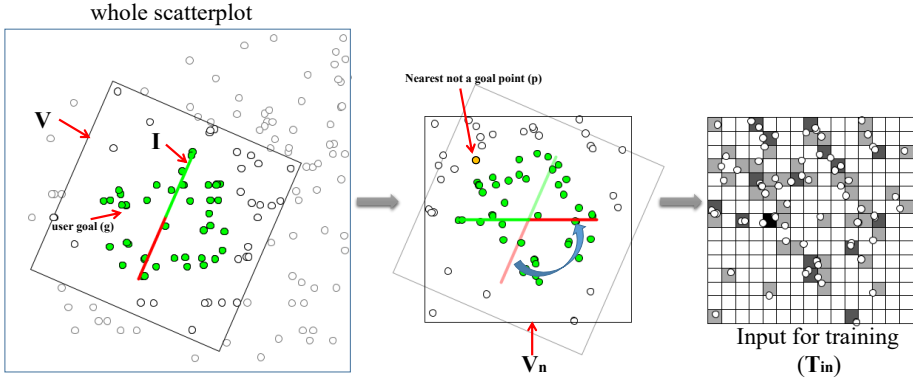 whole scatterplot
V
I
user goal (g)
Nearest not a goal point (p)
Vn
Input for training
(Tin)